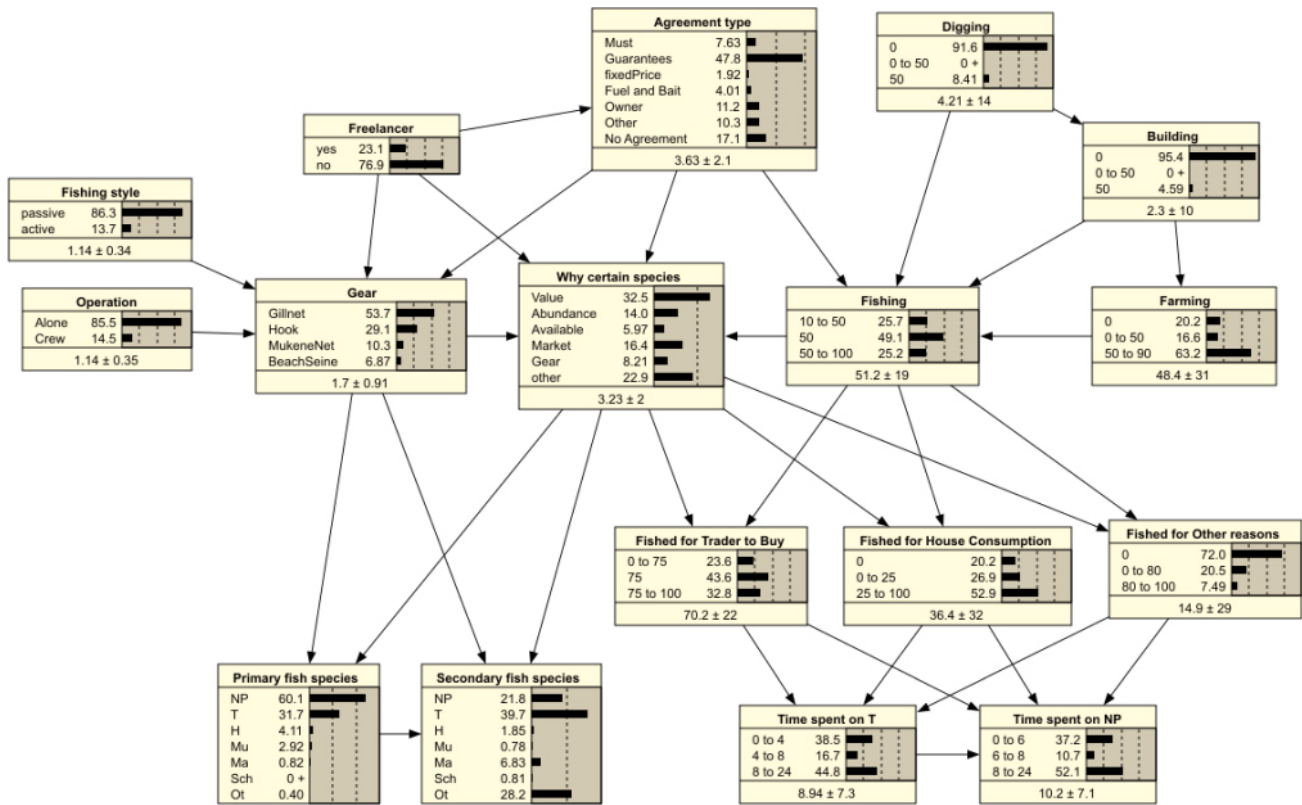 Agreement type
Must 7.63
Guarantees 47.8
fixedPrice 1.92
Fuel and Bait 4.01
Owner 11.2
Other 10.3
No Agreement 17.1
3.63 ± 2.1
Digging
0 91.6
0 to 50 0 +
50 8.41
4.21 ± 14
Freelancer
yes 23.1
no 76.9
Building
0 95.4
0 to 50 0 +
50 4.59
2.3 ± 10
Fishing style
passive 86.3
active 13.7
1.14 ± 0.34
Operation
Alone 85.5
Crew 14.5
1.14 ± 0.35
Gear
Gillnet 53.7
Hook 29.1
MukeneNet 10.3
BeachSeine 6.87
1.7 ± 0.91
Why certain species
Value 32.5
Abundance 14.0
Available 5.97
Market 16.4
Gear 8.21
other 22.9
3.23 ± 2
Fishing
10 to 50 25.7
50 49.1
50 to 100 25.2
51.2 ± 19
Farming
0 20.2
0 to 50 16.6
50 to 90 63.2
48.4 ± 31
Fished for Trader to Buy
0 to 75 23.6
75 43.6
75 to 100 32.8
70.2 ± 22
Fished for House Consumption
0 20.2
0 to 25 26.9
25 to 100 52.9
36.4 ± 32
Fished for Other reasons
0 72.0
0 to 80 20.5
80 to 100 7.49
14.9 ± 29
Primary fish species
NP 60.1
T 31.7
H 4.11
Mu 2.92
Ma 0.82
Sch 0 +
Ot 0.40
Secondary fish species
NP 21.8
T 39.7
H 1.85
Mu 0.78
Ma 6.83
Sch 0.81
Ot 28.2
Time spent on T
0 to 4 38.5
4 to 8 16.7
8 to 24 44.8
8.94 ± 7.3
Time spent on NP
0 to 6 37.2
6 to 8 10.7
8 to 24 52.1
10.2 ± 7.1